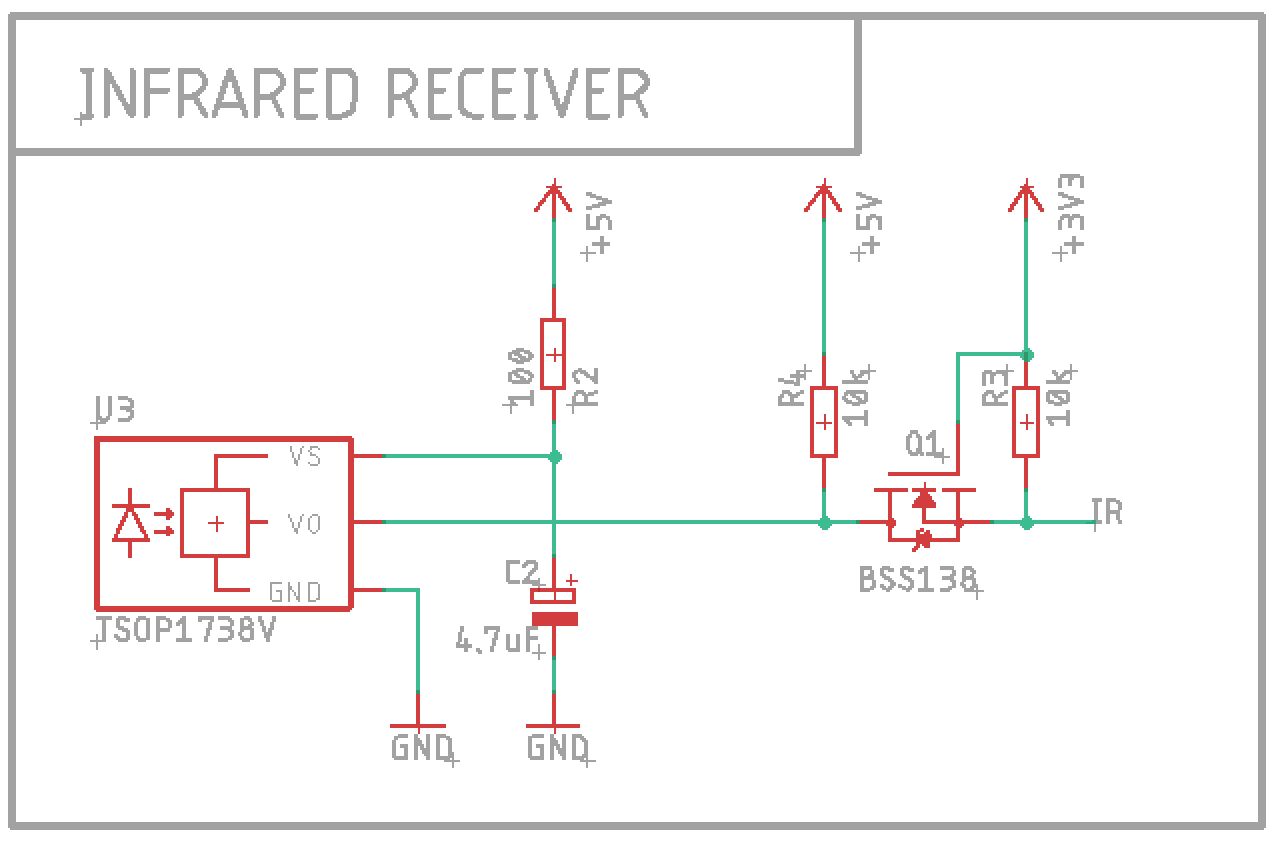 INFRARED RECEIVER
+5V
+5V
+3V3
100
R2
R4
10k
R3
10k
U3
Q1
VS
VO
GND
IR
C2
+
BSS138
TSOP1738V
4.7uF
GND
GND